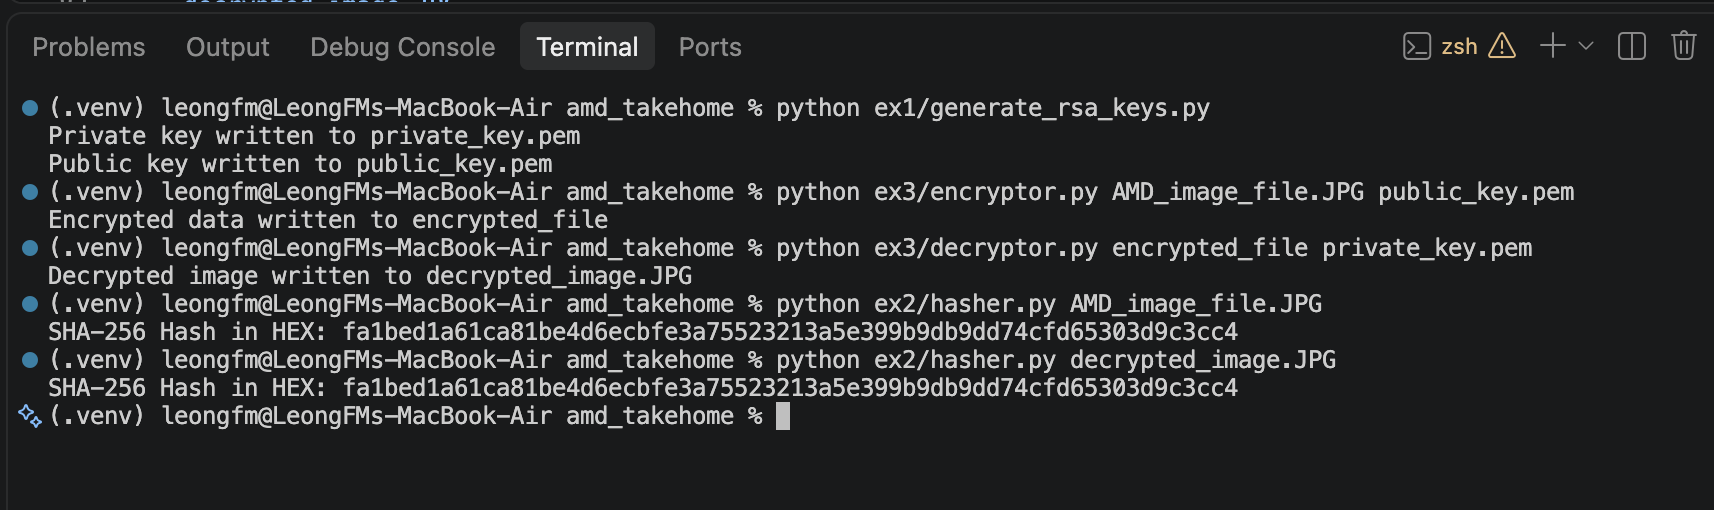 Problems Output Debug Console Terminal Ports zsh
(.venv) leongfm@LeongFMs-MacBook-Air amd_takehome % python ex1/generate_rsa_keys.py
Private key written to private_key.pem
Public key written to public_key.pem
(.venv) leongfm@LeongFMs-MacBook-Air amd_takehome % python ex3/encryptor.py AMD_image_file.JPG public_key.pem
Encrypted data written to encrypted_file
(.venv) leongfm@LeongFMs-MacBook-Air amd_takehome % python ex3/decryptor.py encrypted_file private_key.pem
Decrypted image written to decrypted_image.JPG
(.venv) leongfm@LeongFMs-MacBook-Air amd_takehome % python ex2/hasher.py AMD_image_file.JPG
SHA-256 Hash in HEX: fa1bed1a61ca81be4d6ecbfe3a75523213a5e399b9db9dd74cfd65303d9c3cc4
(.venv) leongfm@LeongFMs-MacBook-Air amd_takehome % python ex2/hasher.py decrypted_image.JPG
SHA-256 Hash in HEX: fa1bed1a61ca81be4d6ecbfe3a75523213a5e399b9db9dd74cfd65303d9c3cc4
(.venv) leongfm@LeongFMs-MacBook-Air amd_takehome %